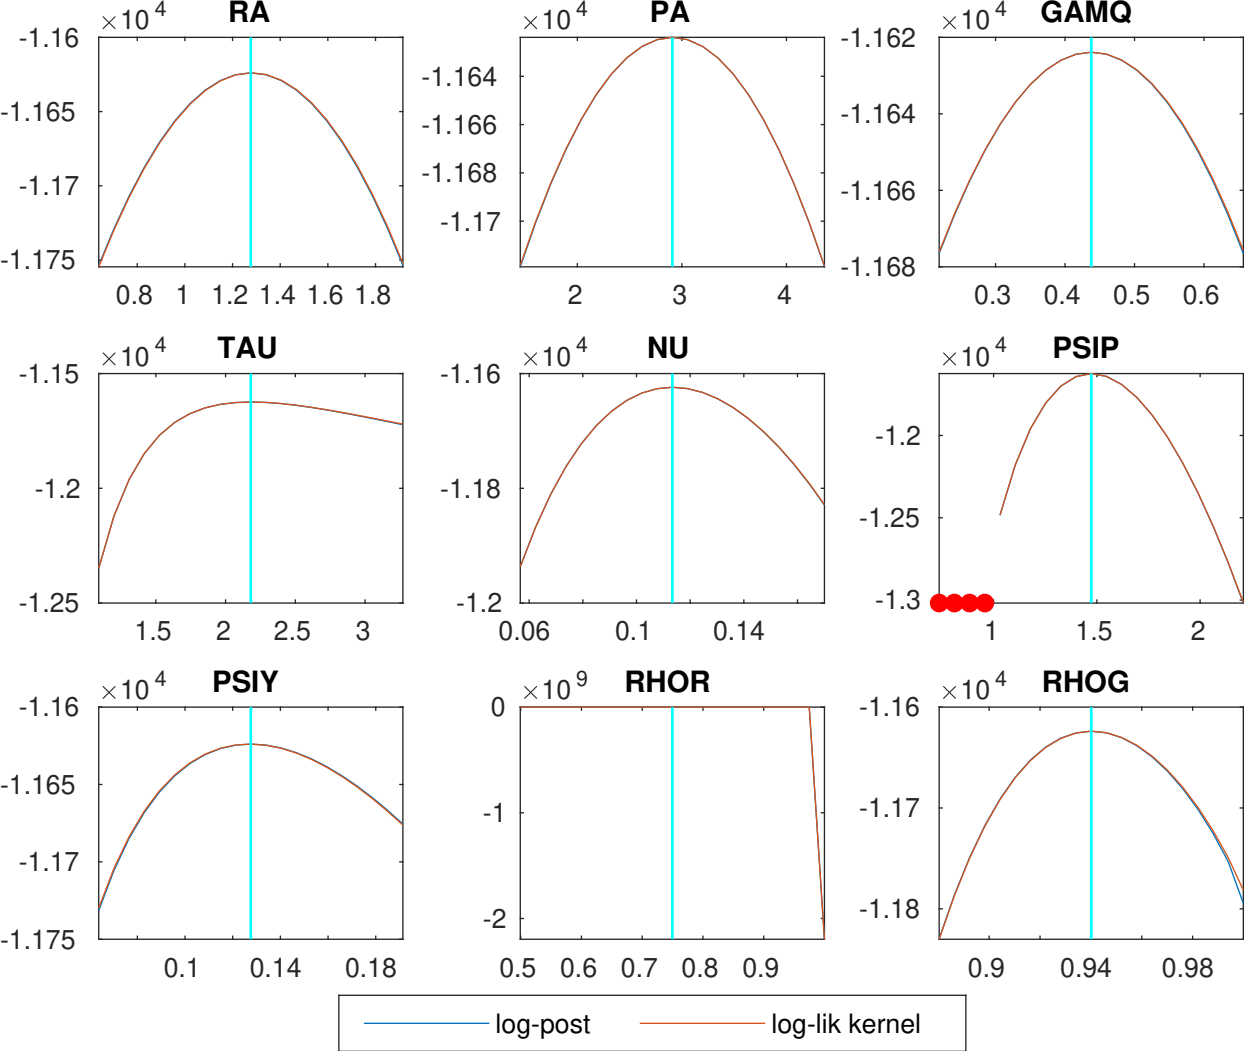 RA
×10 4
-1.16
-1.165
-1.17
-1.175
0.8 1 1.2 1.4 1.6 1.8
PA
×10 4
-1.164
-1.166
-1.168
-1.17
2 3 4
GAMQ
×10 4
-1.162
-1.164
-1.166
-1.168
0.3 0.4 0.5 0.6
TAU
×10 4
-1.15
-1.2
-1.25
1.5 2 2.5 3
NU
×10 4
-1.16
-1.18
-1.2
0.06 0.1 0.14
PSIP
×10 4
-1.2
-1.25
-1.3
1 1.5 2
PSIY
×10 4
-1.16
-1.165
-1.17
-1.175
0.1 0.14 0.18
RHOR
×10 9
0
-1
-2
0.5 0.6 0.7 0.8 0.9
RHOG
×10 4
-1.16
-1.17
-1.18
0.9 0.94 0.98
log-post log-lik kernel